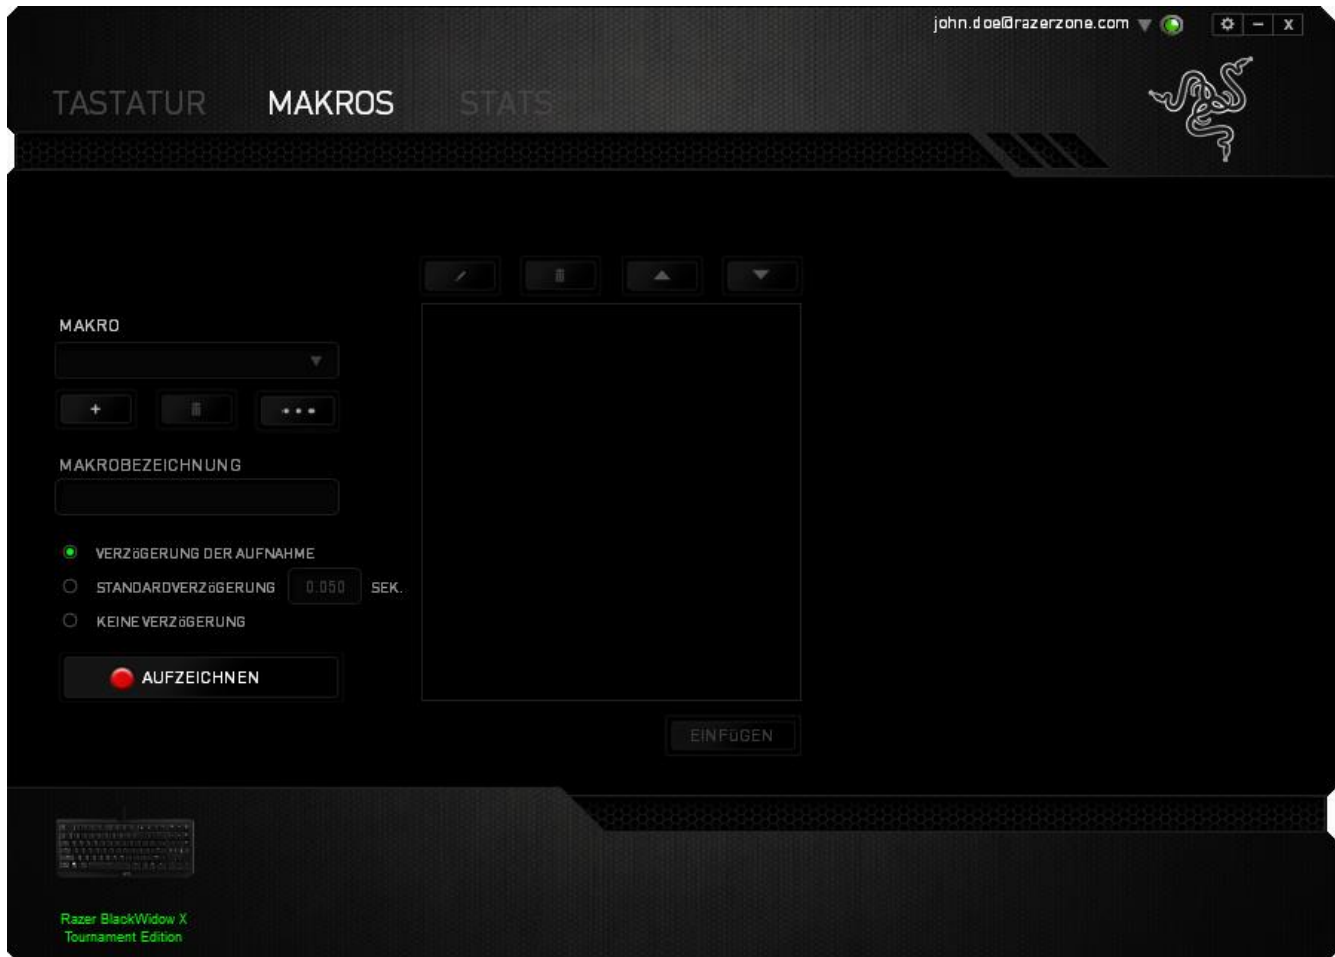 john.doe@razerzone.com
TASTATUR MAKROS STATS
MAKRO
MAKROBEZEICHNUNG
VERZöGERUNG DER AUFNAHME
STANDARDVERZöGERUNG 0.050 SEK.
KEINE VERZöGERUNG
AUFZEICHNEN
EINFüGEN
Razer BlackWidow X
Tournament Edition